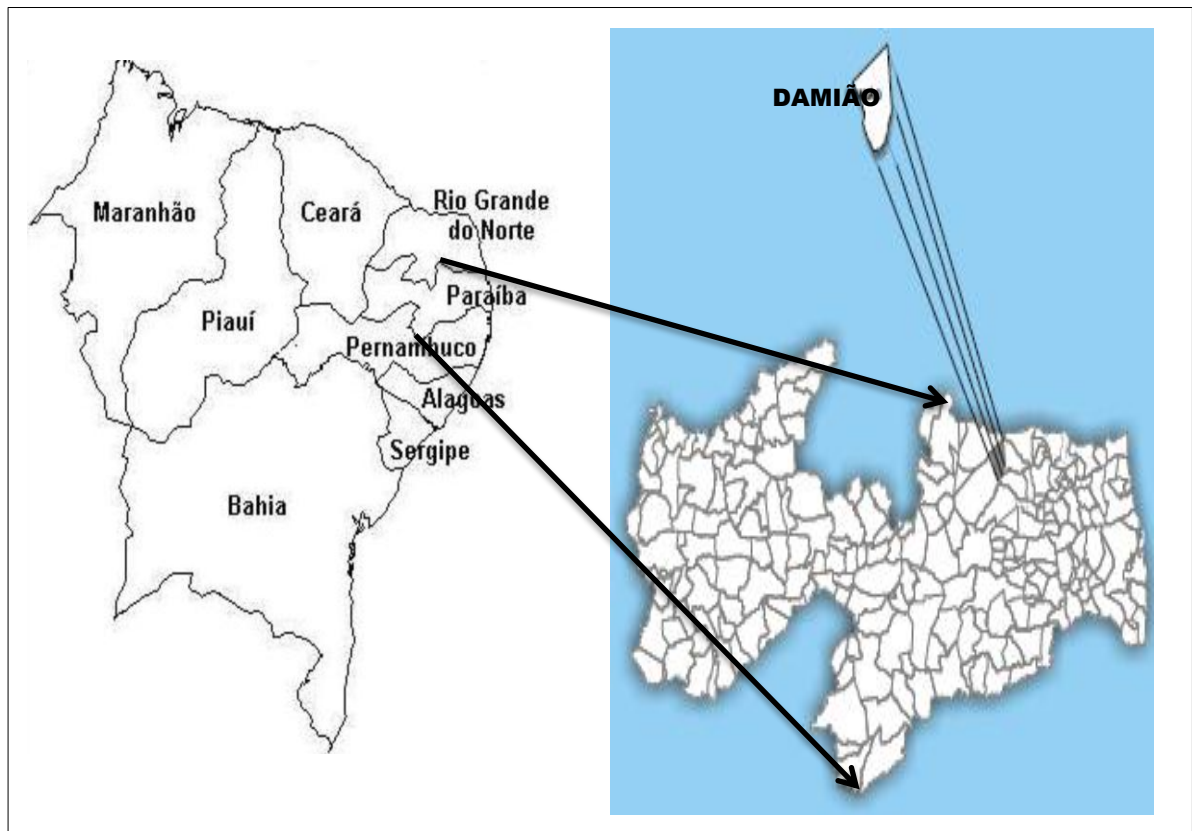 DAMIÃO
Maranhão
Ceará
Rio Grande
do Norte
Paraíba
Piauí
Pernambuco
Alagoas
Sergipe
Bahia